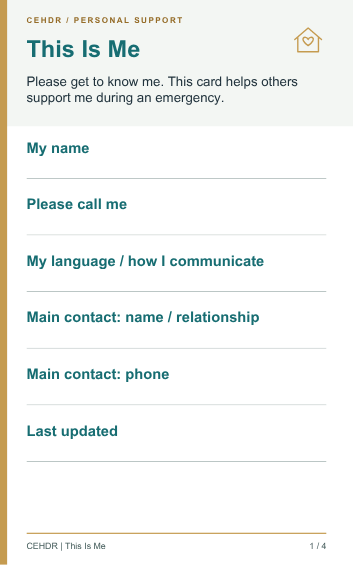 CEHDR / PERSONAL SUPPORT
This Is Me
Please get to know me. This card helps others
support me during an emergency.
My name
Please call me
My language / how I communicate
Main contact: name / relationship
Main contact: phone
Last updated
CEHDR | This Is Me
1 / 4